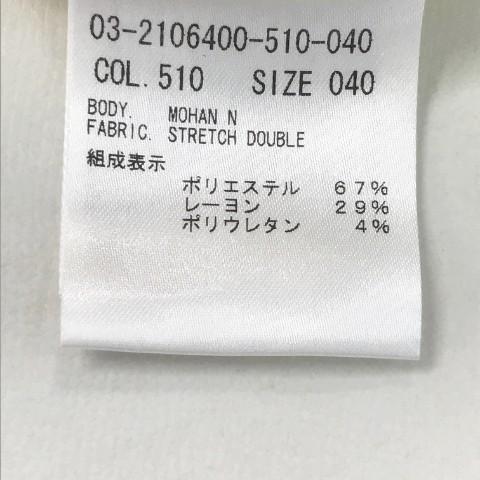 03-2106400-510-040
COL. 510 SIZE 040
BODY. MOHAN N
FABRIC. STRETCH DOUBLE
組成表示
ポリエステル 67%
レーヨン 29%
ポリウレタン 4%